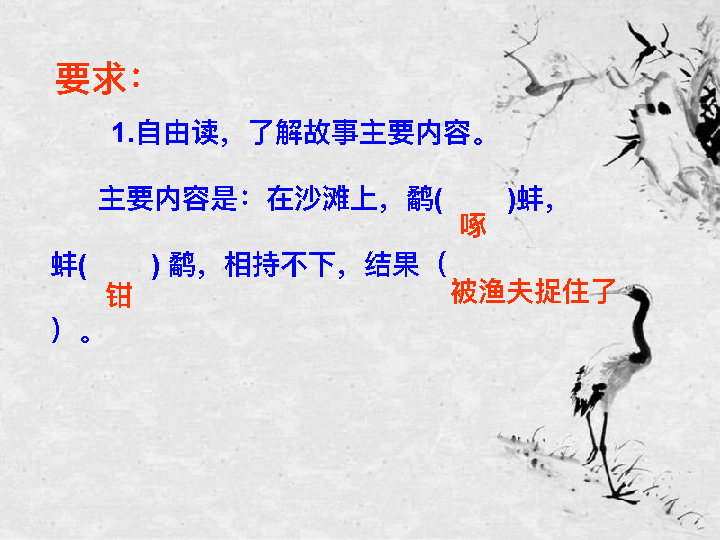 要求：
1.自由读，了解故事主要内容。
主要内容是：在沙滩上，鹬(        )蚌，
啄
蚌(        ) 鹬，相持不下，结果（
钳
被渔夫捉住了
）。